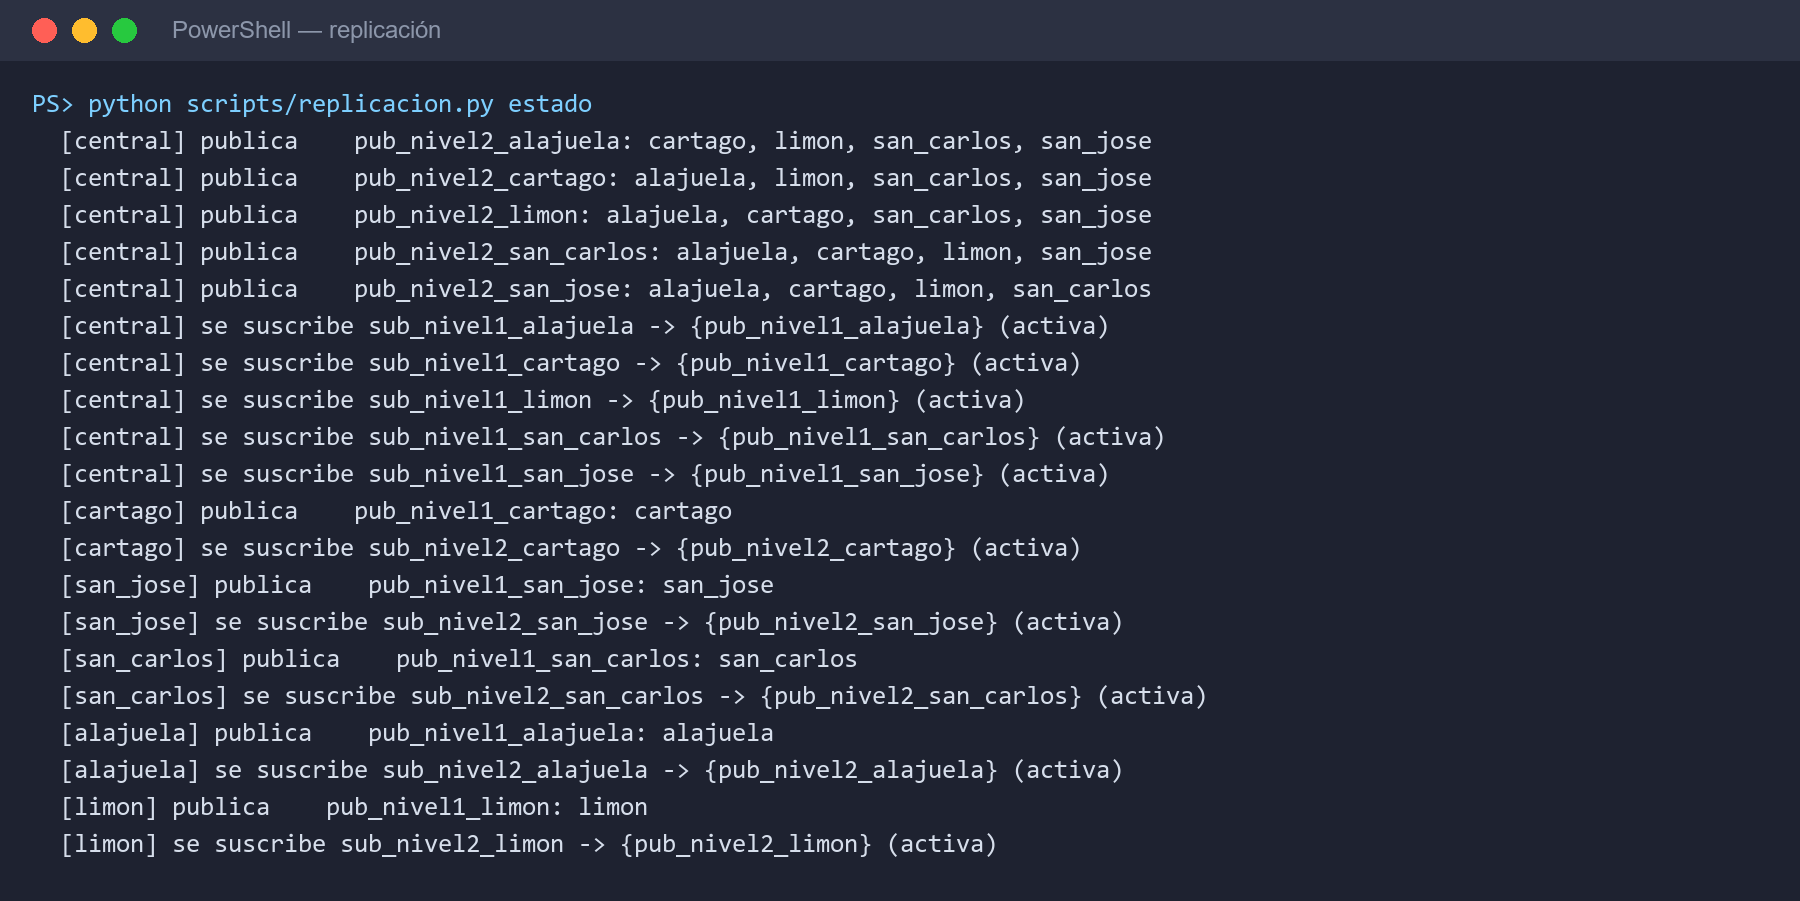 PowerShell — replicación
PS> python scripts/replicacion.py estado
[central] publica    pub_nivel2_alajuela: cartago, limon, san_carlos, san_jose
[central] publica    pub_nivel2_cartago: alajuela, limon, san_carlos, san_jose
[central] publica    pub_nivel2_limon: alajuela, cartago, san_carlos, san_jose
[central] publica    pub_nivel2_san_carlos: alajuela, cartago, limon, san_jose
[central] publica    pub_nivel2_san_jose: alajuela, cartago, limon, san_carlos
[central] se suscribe sub_nivel1_alajuela -> {pub_nivel1_alajuela} (activa)
[central] se suscribe sub_nivel1_cartago -> {pub_nivel1_cartago} (activa)
[central] se suscribe sub_nivel1_limon -> {pub_nivel1_limon} (activa)
[central] se suscribe sub_nivel1_san_carlos -> {pub_nivel1_san_carlos} (activa)
[central] se suscribe sub_nivel1_san_jose -> {pub_nivel1_san_jose} (activa)
[cartago] publica    pub_nivel1_cartago: cartago
[cartago] se suscribe sub_nivel2_cartago -> {pub_nivel2_cartago} (activa)
[san_jose] publica    pub_nivel1_san_jose: san_jose
[san_jose] se suscribe sub_nivel2_san_jose -> {pub_nivel2_san_jose} (activa)
[san_carlos] publica    pub_nivel1_san_carlos: san_carlos
[san_carlos] se suscribe sub_nivel2_san_carlos -> {pub_nivel2_san_carlos} (activa)
[alajuela] publica    pub_nivel1_alajuela: alajuela
[alajuela] se suscribe sub_nivel2_alajuela -> {pub_nivel2_alajuela} (activa)
[limon] publica    pub_nivel1_limon: limon
[limon] se suscribe sub_nivel2_limon -> {pub_nivel2_limon} (activa)